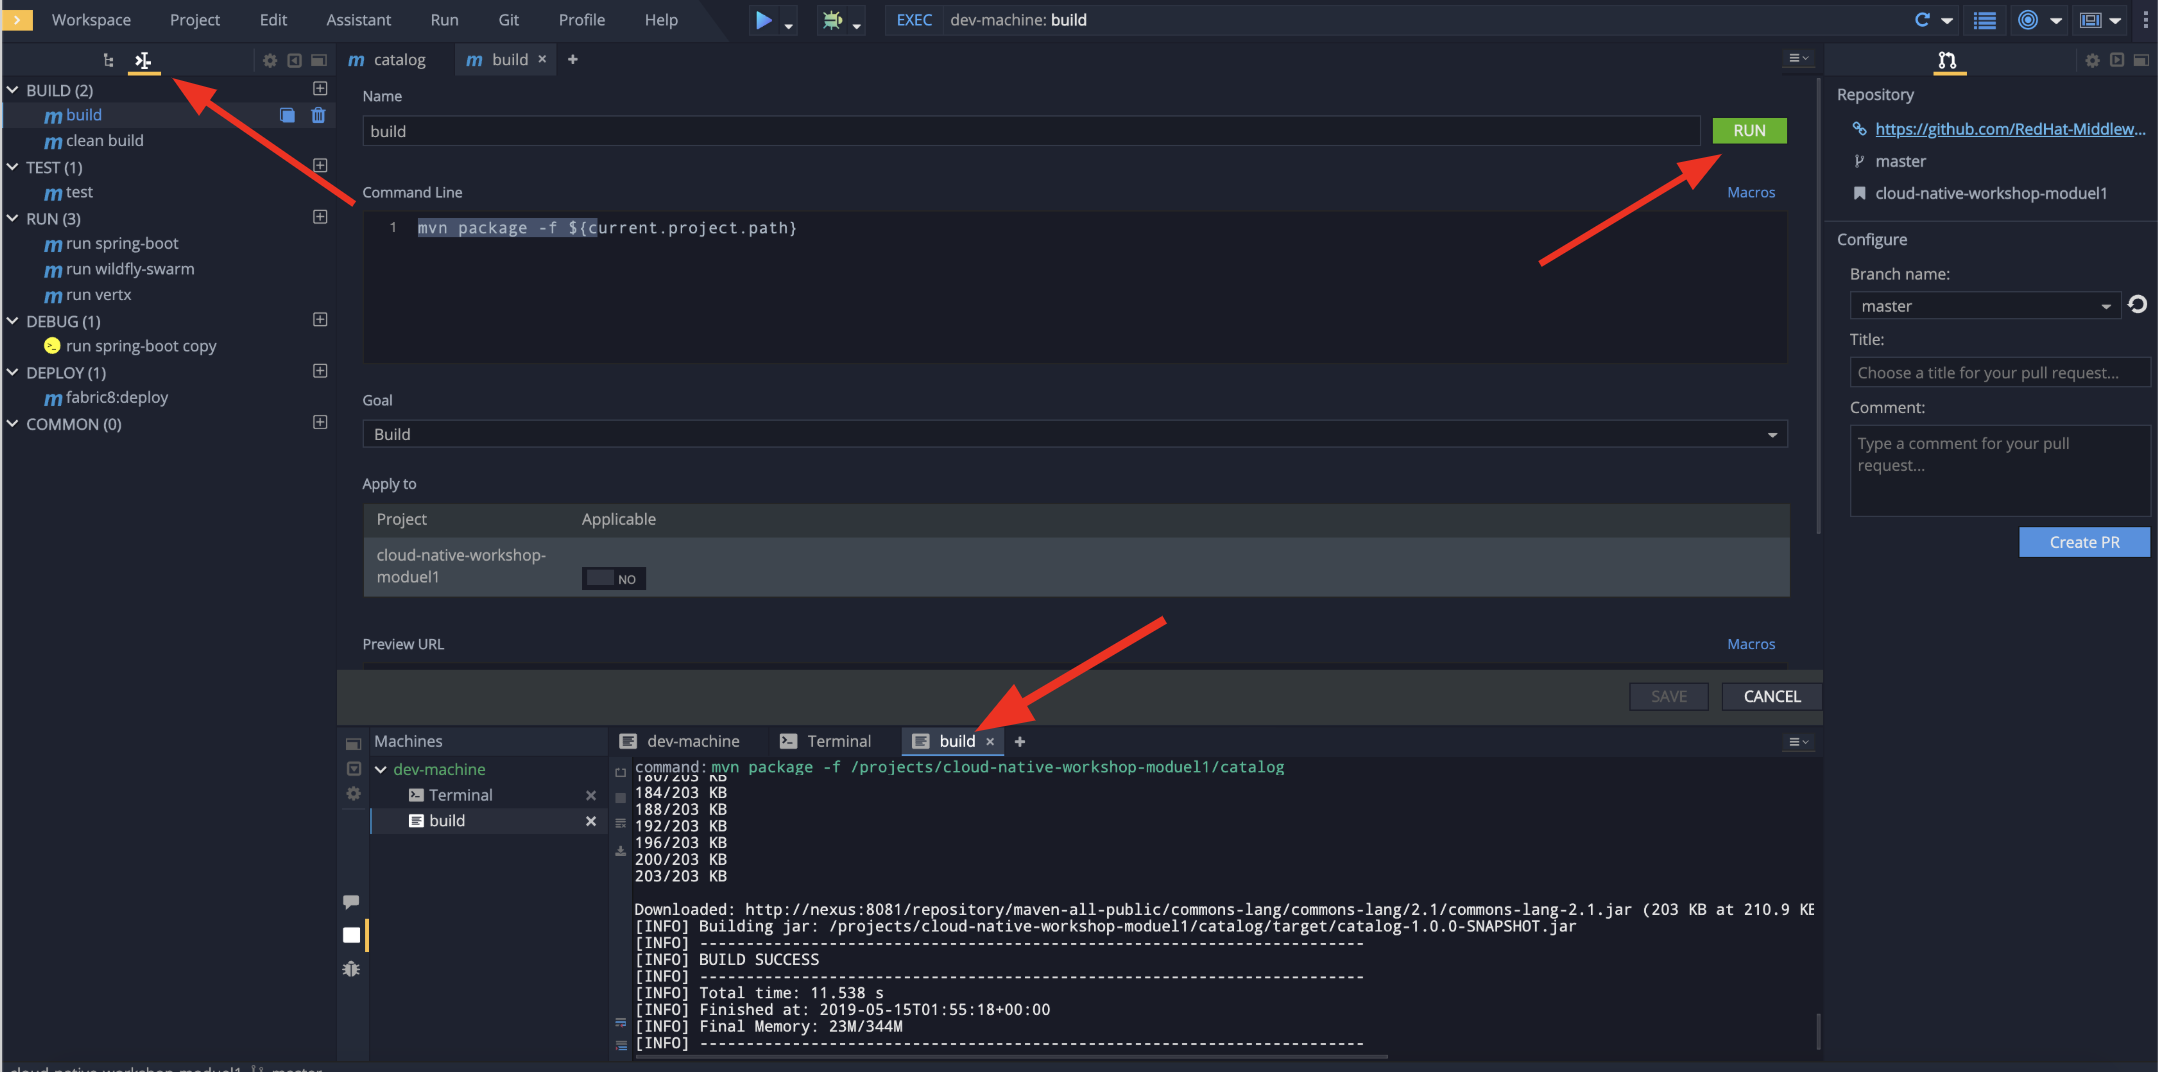 Workspace Project Edit Assistant Run Git Profile Help EXEC dev-machine: build
m catalog m build × +
BUILD (2)
m build
m clean build
TEST (1)
m test
RUN (3)
m run spring-boot
m run wildfly-swarm
m run vertx
DEBUG (1)
run spring-boot copy
DEPLOY (1)
m fabric8:deploy
COMMON (0)
Name
build
RUN
Command Line Macros
1 mvn package -f ${current.project.path}
Goal
Build
Apply to
Project Applicable
cloud-native-workshop-
moduel1
NO
Preview URL Macros
SAVE CANCEL
Repository
https://github.com/RedHat-Middlew...
master
cloud-native-workshop-moduel1
Configure
Branch name:
master
Title:
Choose a title for your pull request...
Comment:
Type a comment for your pull
request...
Create PR
Machines
dev-machine
Terminal ×
build ×
dev-machine Terminal build × +
command: mvn package -f /projects/cloud-native-workshop-moduel1/catalog
180/203 KB
184/203 KB
188/203 KB
192/203 KB
196/203 KB
200/203 KB
203/203 KB
Downloaded: http://nexus:8081/repository/maven-all-public/commons-lang/commons-lang/2.1/commons-lang-2.1.jar (203 KB at 210.9 KB
[INFO] Building jar: /projects/cloud-native-workshop-moduel1/catalog/target/catalog-1.0.0-SNAPSHOT.jar
[INFO] ------------------------------------------------------------------------
[INFO] BUILD SUCCESS
[INFO] ------------------------------------------------------------------------
[INFO] Total time: 11.538 s
[INFO] Finished at: 2019-05-15T01:55:18+00:00
[INFO] Final Memory: 23M/344M
[INFO] ------------------------------------------------------------------------
cloud-native-workshop-moduel1 master